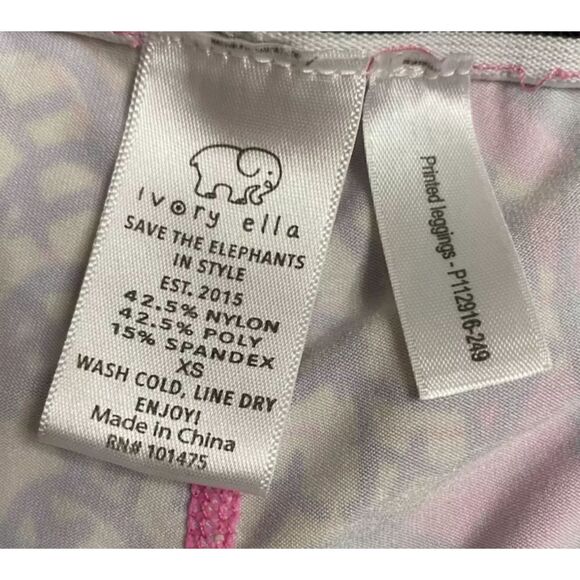 ivory ella
SAVE THE ELEPHANTS
IN STYLE
EST. 2015
42.5% NYLON
42.5% POLY
15% SPANDEX
XS
WASH COLD, LINE DRY
ENJOY!
Made in China
RN# 101475
Printed leggings - P112916-249